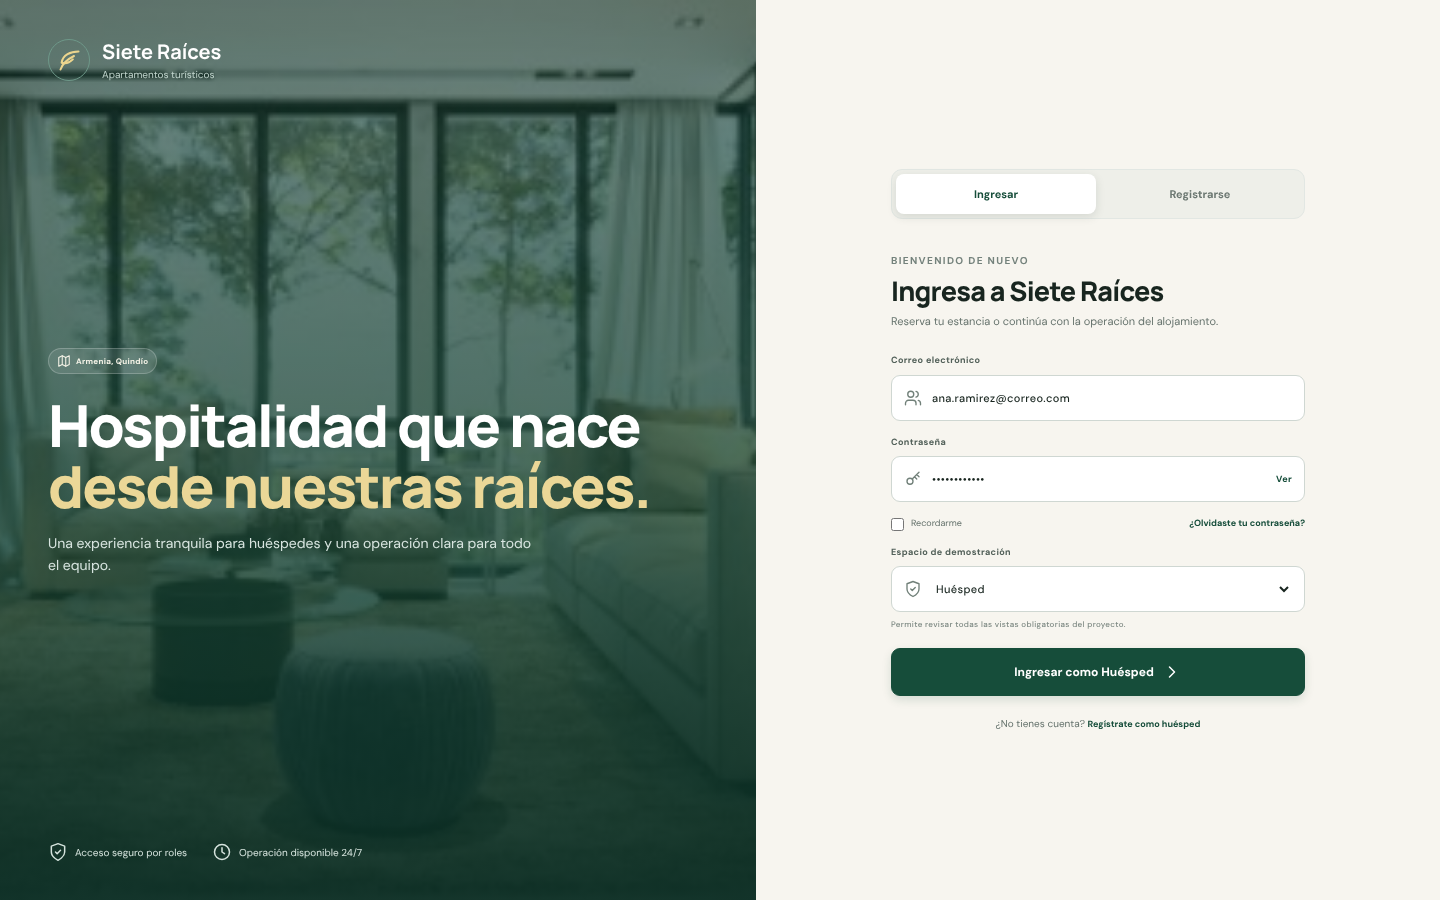 Siete Raíces
Apartamentos turísticos
Armenia, Quindío
Hospitalidad que nace
desde nuestras raíces.
Una experiencia tranquila para huéspedes y una operación clara para todo
el equipo.
Acceso seguro por roles
Operación disponible 24/7
Ingresar
Registrarse
BIENVENIDO DE NUEVO
Ingresa a Siete Raíces
Reserva tu estancia o continúa con la operación del alojamiento.
Correo electrónico
ana.ramirez@correo.com
Contraseña
••••••••••••
Ver
Recordarme
¿Olvidaste tu contraseña?
Espacio de demostración
Huésped
Permite revisar todas las vistas obligatorias del proyecto.
Ingresar como Huésped
¿No tienes cuenta? Regístrate como huésped